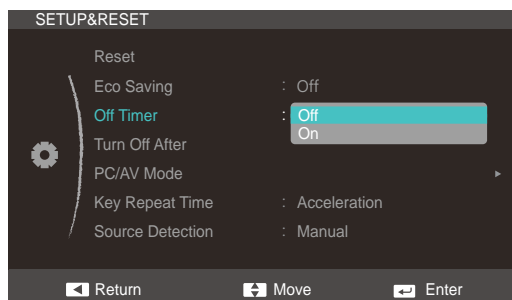 SETUP&RESET
Reset
Eco Saving : Off
Off Timer : Off
On
Turn Off After
PC/AV Mode
Key Repeat Time : Acceleration
Source Detection : Manual
Return Move Enter